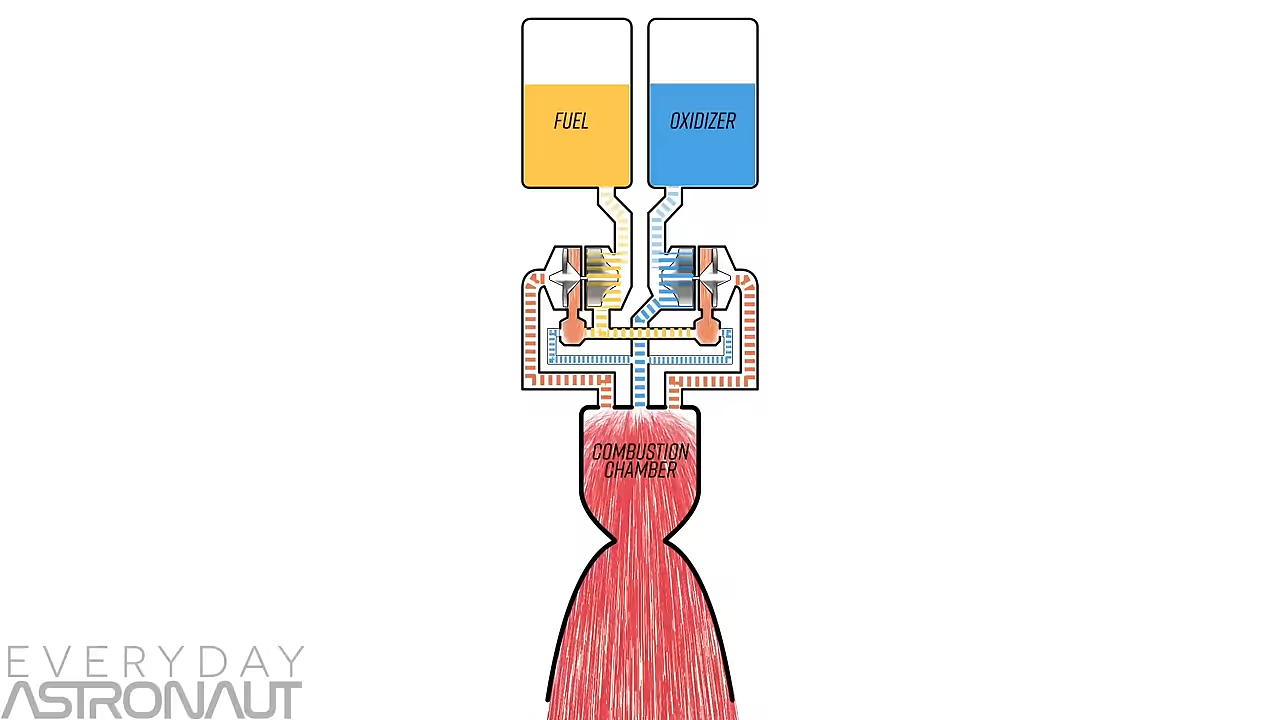 FUEL
OXIDIZER
COMBUSTION
CHAMBER
EVERYDAY
ASTRONAUT